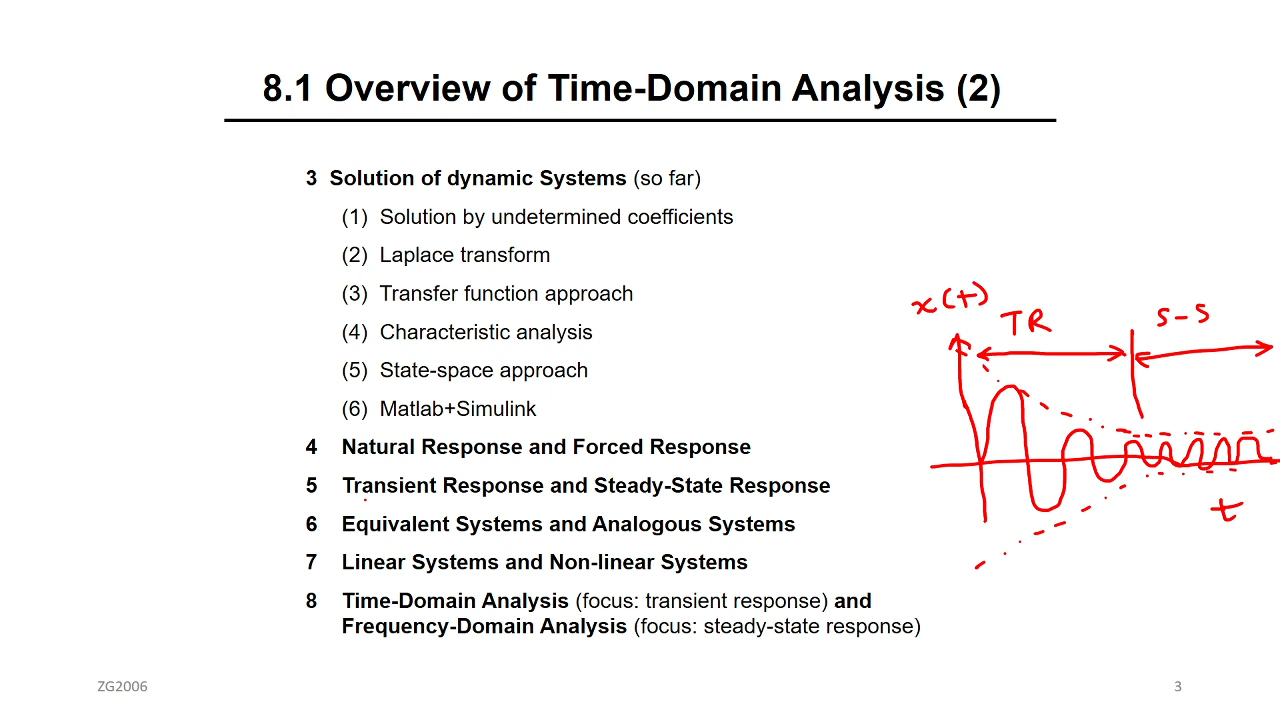 8.1 Overview of Time-Domain Analysis (2)
3 Solution of dynamic Systems (so far)
(1) Solution by undetermined coefficients
(2) Laplace transform
(3) Transfer function approach
(4) Characteristic analysis
(5) State-space approach
(6) Matlab+Simulink
4 Natural Response and Forced Response
5 Transient Response and Steady-State Response
6 Equivalent Systems and Analogous Systems
7 Linear Systems and Non-linear Systems
8 Time-Domain Analysis (focus: transient response) and
Frequency-Domain Analysis (focus: steady-state response)
x(t)
TR
s-s
t
ZG2006
3